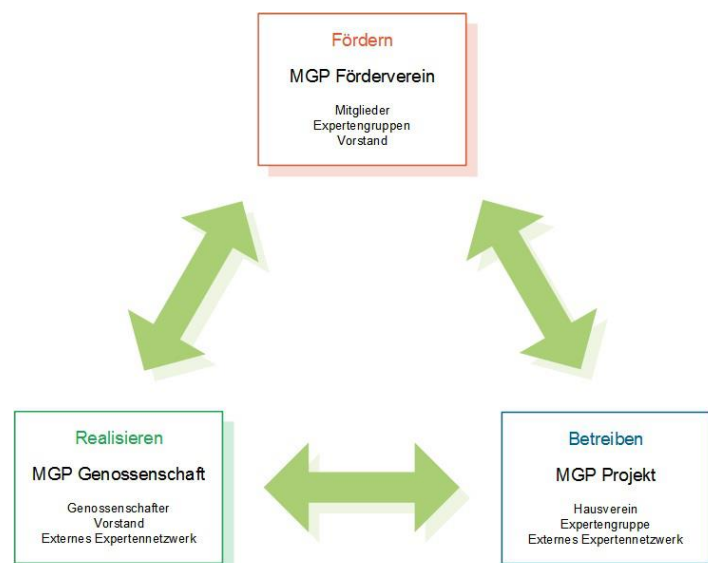 Fördern
MGP Förderverein
Mitglieder
Expertengruppen
Vorstand
Realisieren
MGP Genossenschaft
Genossenschafter
Vorstand
Externes Expertennetzwerk
Betreiben
MGP Projekt
Hausverein
Expertengruppe
Externes Expertennetzwerk